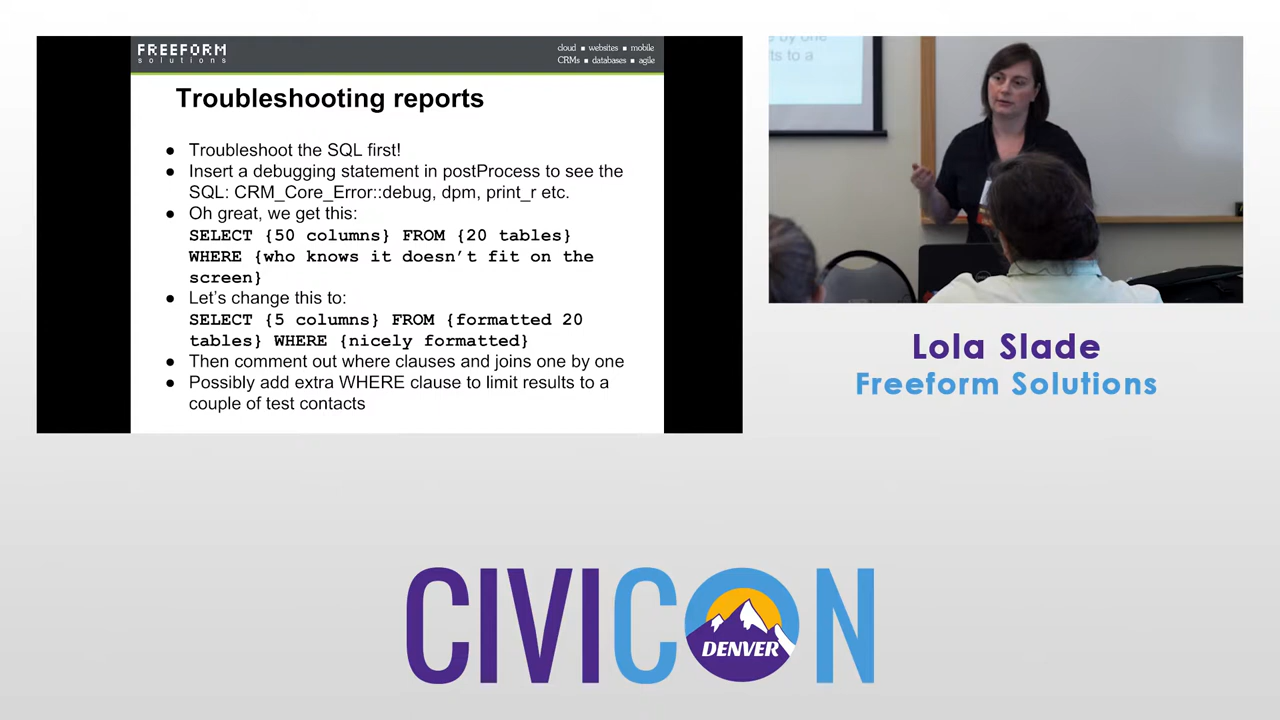 FREEFORM
solutions
cloud ■ websites ■ mobile
CRMs ■ databases ■ agile
Troubleshooting reports
● Troubleshoot the SQL first!
● Insert a debugging statement in postProcess to see the
SQL: CRM_Core_Error::debug, dpm, print_r etc.
● Oh great, we get this:
SELECT {50 columns} FROM {20 tables}
WHERE {who knows it doesn’t fit on the
screen}
● Let’s change this to:
SELECT {5 columns} FROM {formatted 20
tables} WHERE {nicely formatted}
● Then comment out where clauses and joins one by one
● Possibly add extra WHERE clause to limit results to a
couple of test contacts
e by one
ts to a
Lola Slade
Freeform Solutions
CIVICON
DENVER